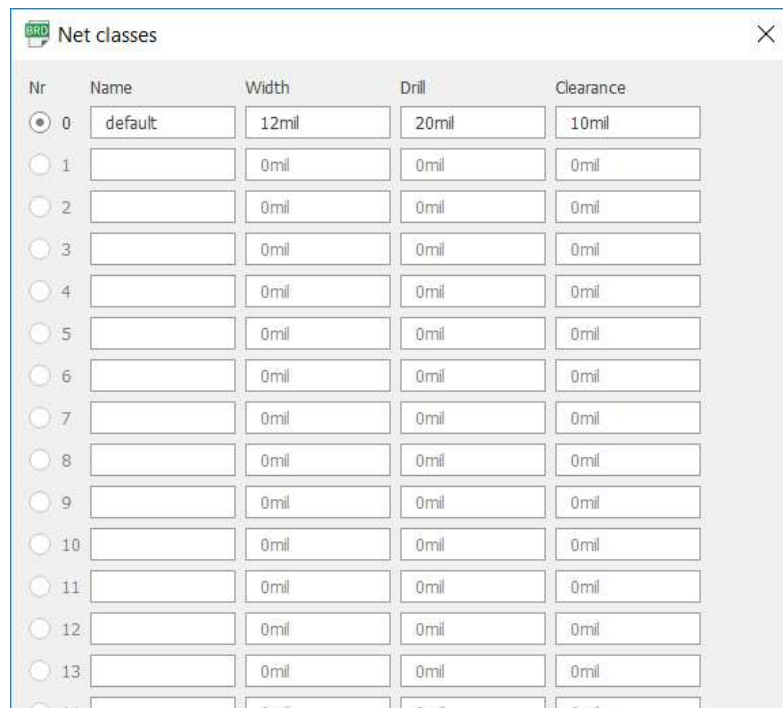 BRD Net classes
Nr Name Width Drill Clearance
0 default 12mil 20mil 10mil
1 0mil 0mil 0mil
2 0mil 0mil 0mil
3 0mil 0mil 0mil
4 0mil 0mil 0mil
5 0mil 0mil 0mil
6 0mil 0mil 0mil
7 0mil 0mil 0mil
8 0mil 0mil 0mil
9 0mil 0mil 0mil
10 0mil 0mil 0mil
11 0mil 0mil 0mil
12 0mil 0mil 0mil
13 0mil 0mil 0mil